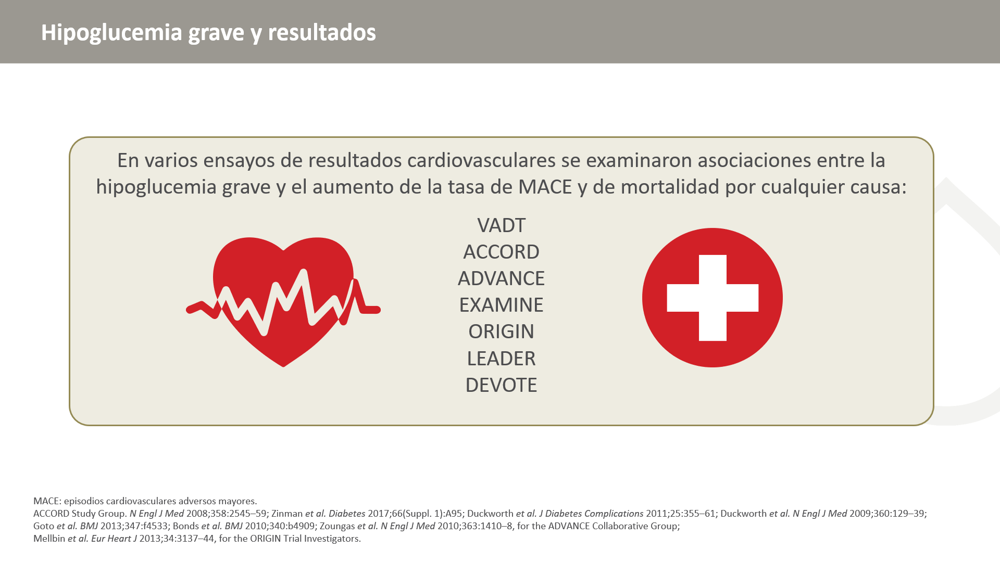 Hipoglucemia grave y resultados
En varios ensayos de resultados cardiovasculares se examinaron asociaciones entre la
hipoglucemia grave y el aumento de la tasa de MACE y de mortalidad por cualquier causa:
VADT
ACCORD
ADVANCE
EXAMINE
ORIGIN
LEADER
DEVOTE
MACE: episodios cardiovasculares adversos mayores.
ACCORD Study Group. N Engl J Med 2008;358:2545–59; Zinman et al. Diabetes 2017;66(Suppl. 1):A95; Duckworth et al. J Diabetes Complications 2011;25:355–61; Duckworth et al. N Engl J Med 2009;360:129–39;
Goto et al. BMJ 2013;347:f4533; Bonds et al. BMJ 2010;340:b4909; Zoungas et al. N Engl J Med 2010;363:1410–8, for the ADVANCE Collaborative Group;
Mellbin et al. Eur Heart J 2013;34:3137–44, for the ORIGIN Trial Investigators.